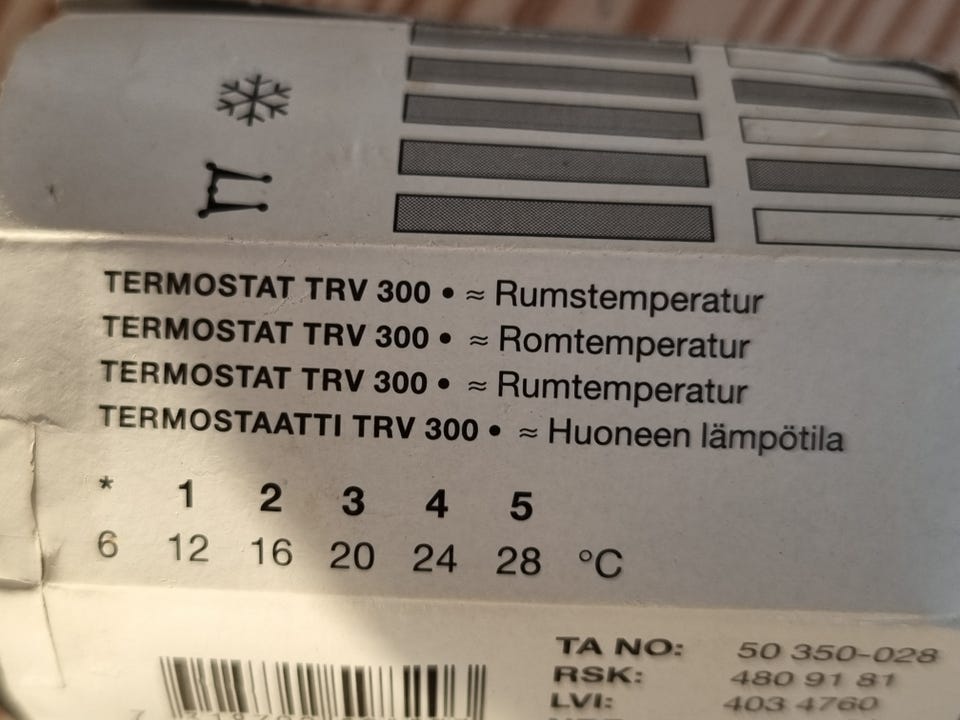 TERMOSTAT TRV 300 • ≈ Rumstemperatur
TERMOSTAT TRV 300 • ≈ Romtemperatur
TERMOSTAT TRV 300 • ≈ Rumtemperatur
TERMOSTAATTI TRV 300 • ≈ Huoneen lämpötila
* 1 2 3 4 5
6 12 16 20 24 28 °C
TA NO: 50 350-028
RSK: 480 91 81
LVI: 403 4760